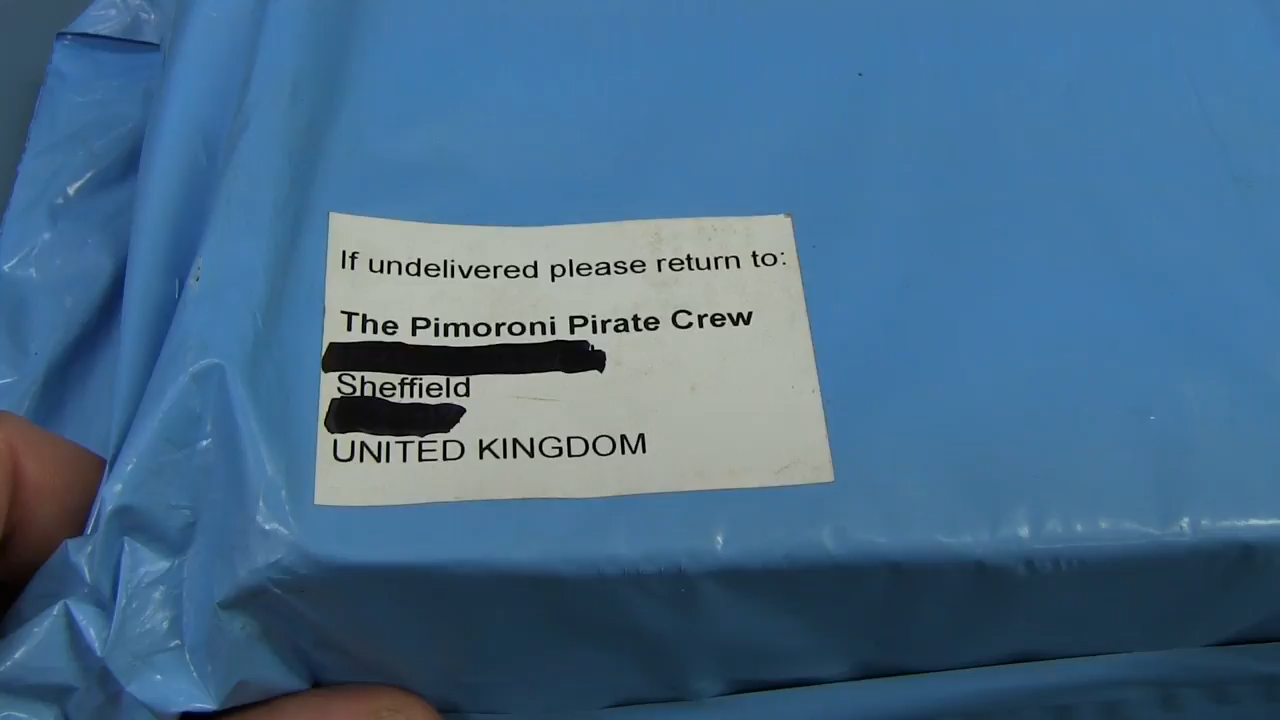 If undelivered please return to:
The Pimoroni Pirate Crew
Sheffield
UNITED KINGDOM